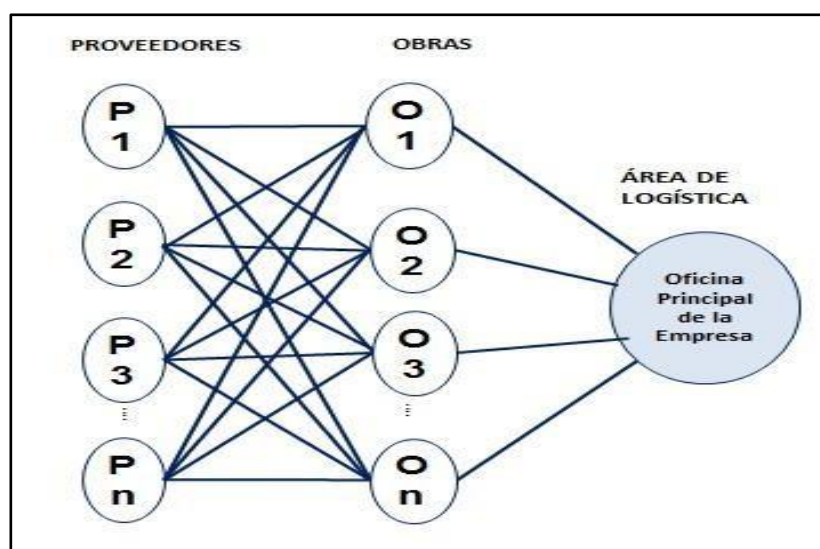 PROVEEDORES
OBRAS
P
1
O
1
ÁREA DE
LOGÍSTICA
P
2
O
2
Oficina
Principal
de la
Empresa
P
3
O
3
P
n
O
n